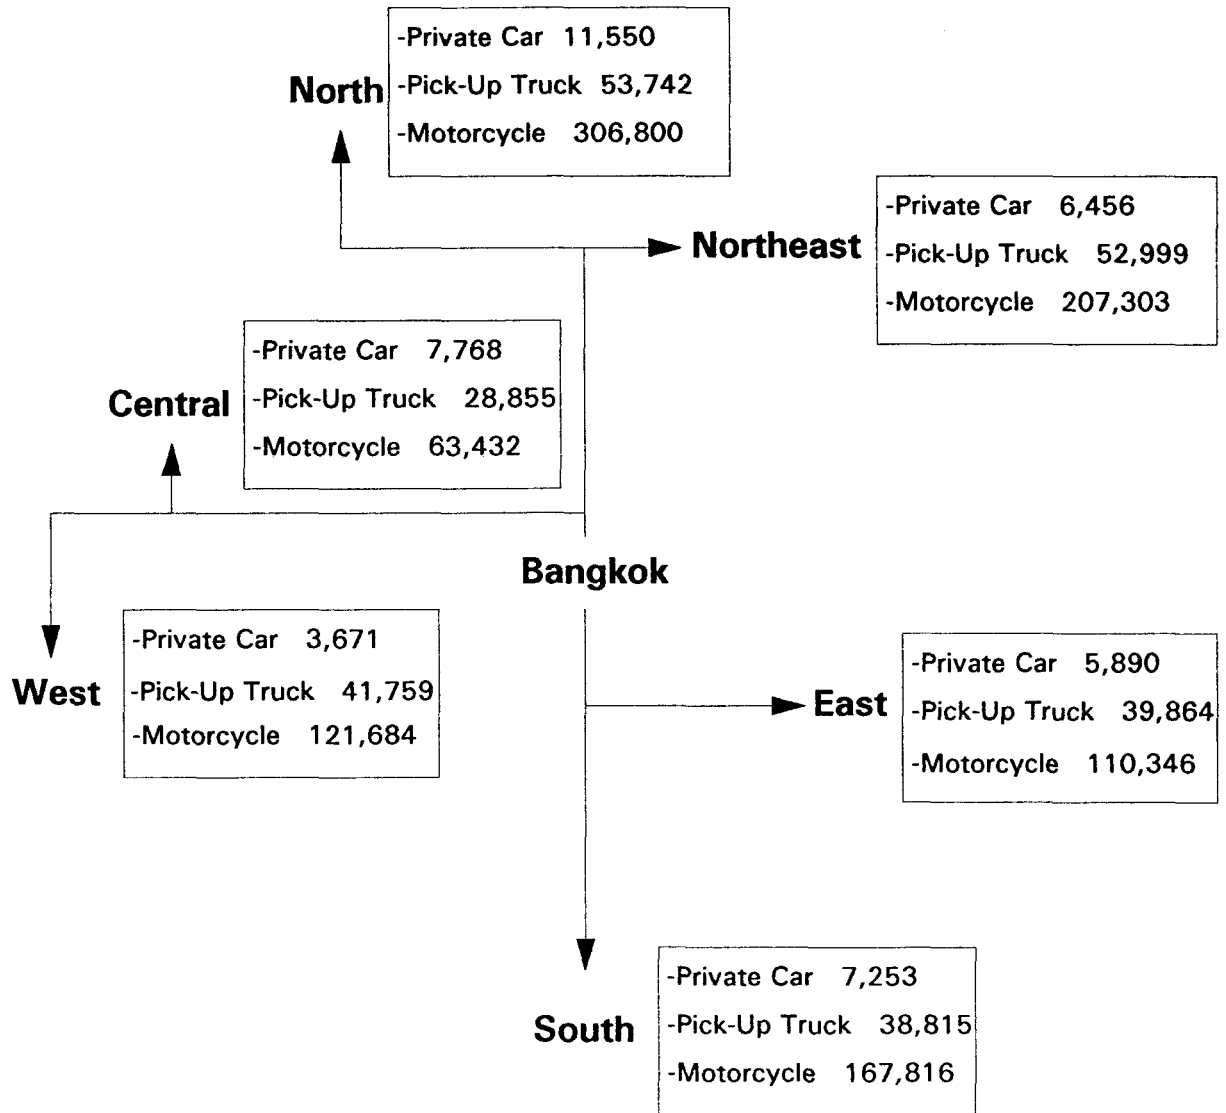 North
-Private Car 11,550
-Pick-Up Truck 53,742
-Motorcycle 306,800
Northeast
-Private Car 6,456
-Pick-Up Truck 52,999
-Motorcycle 207,303
Central
-Private Car 7,768
-Pick-Up Truck 28,855
-Motorcycle 63,432
Bangkok
West
-Private Car 3,671
-Pick-Up Truck 41,759
-Motorcycle 121,684
East
-Private Car 5,890
-Pick-Up Truck 39,864
-Motorcycle 110,346
South
-Private Car 7,253
-Pick-Up Truck 38,815
-Motorcycle 167,816